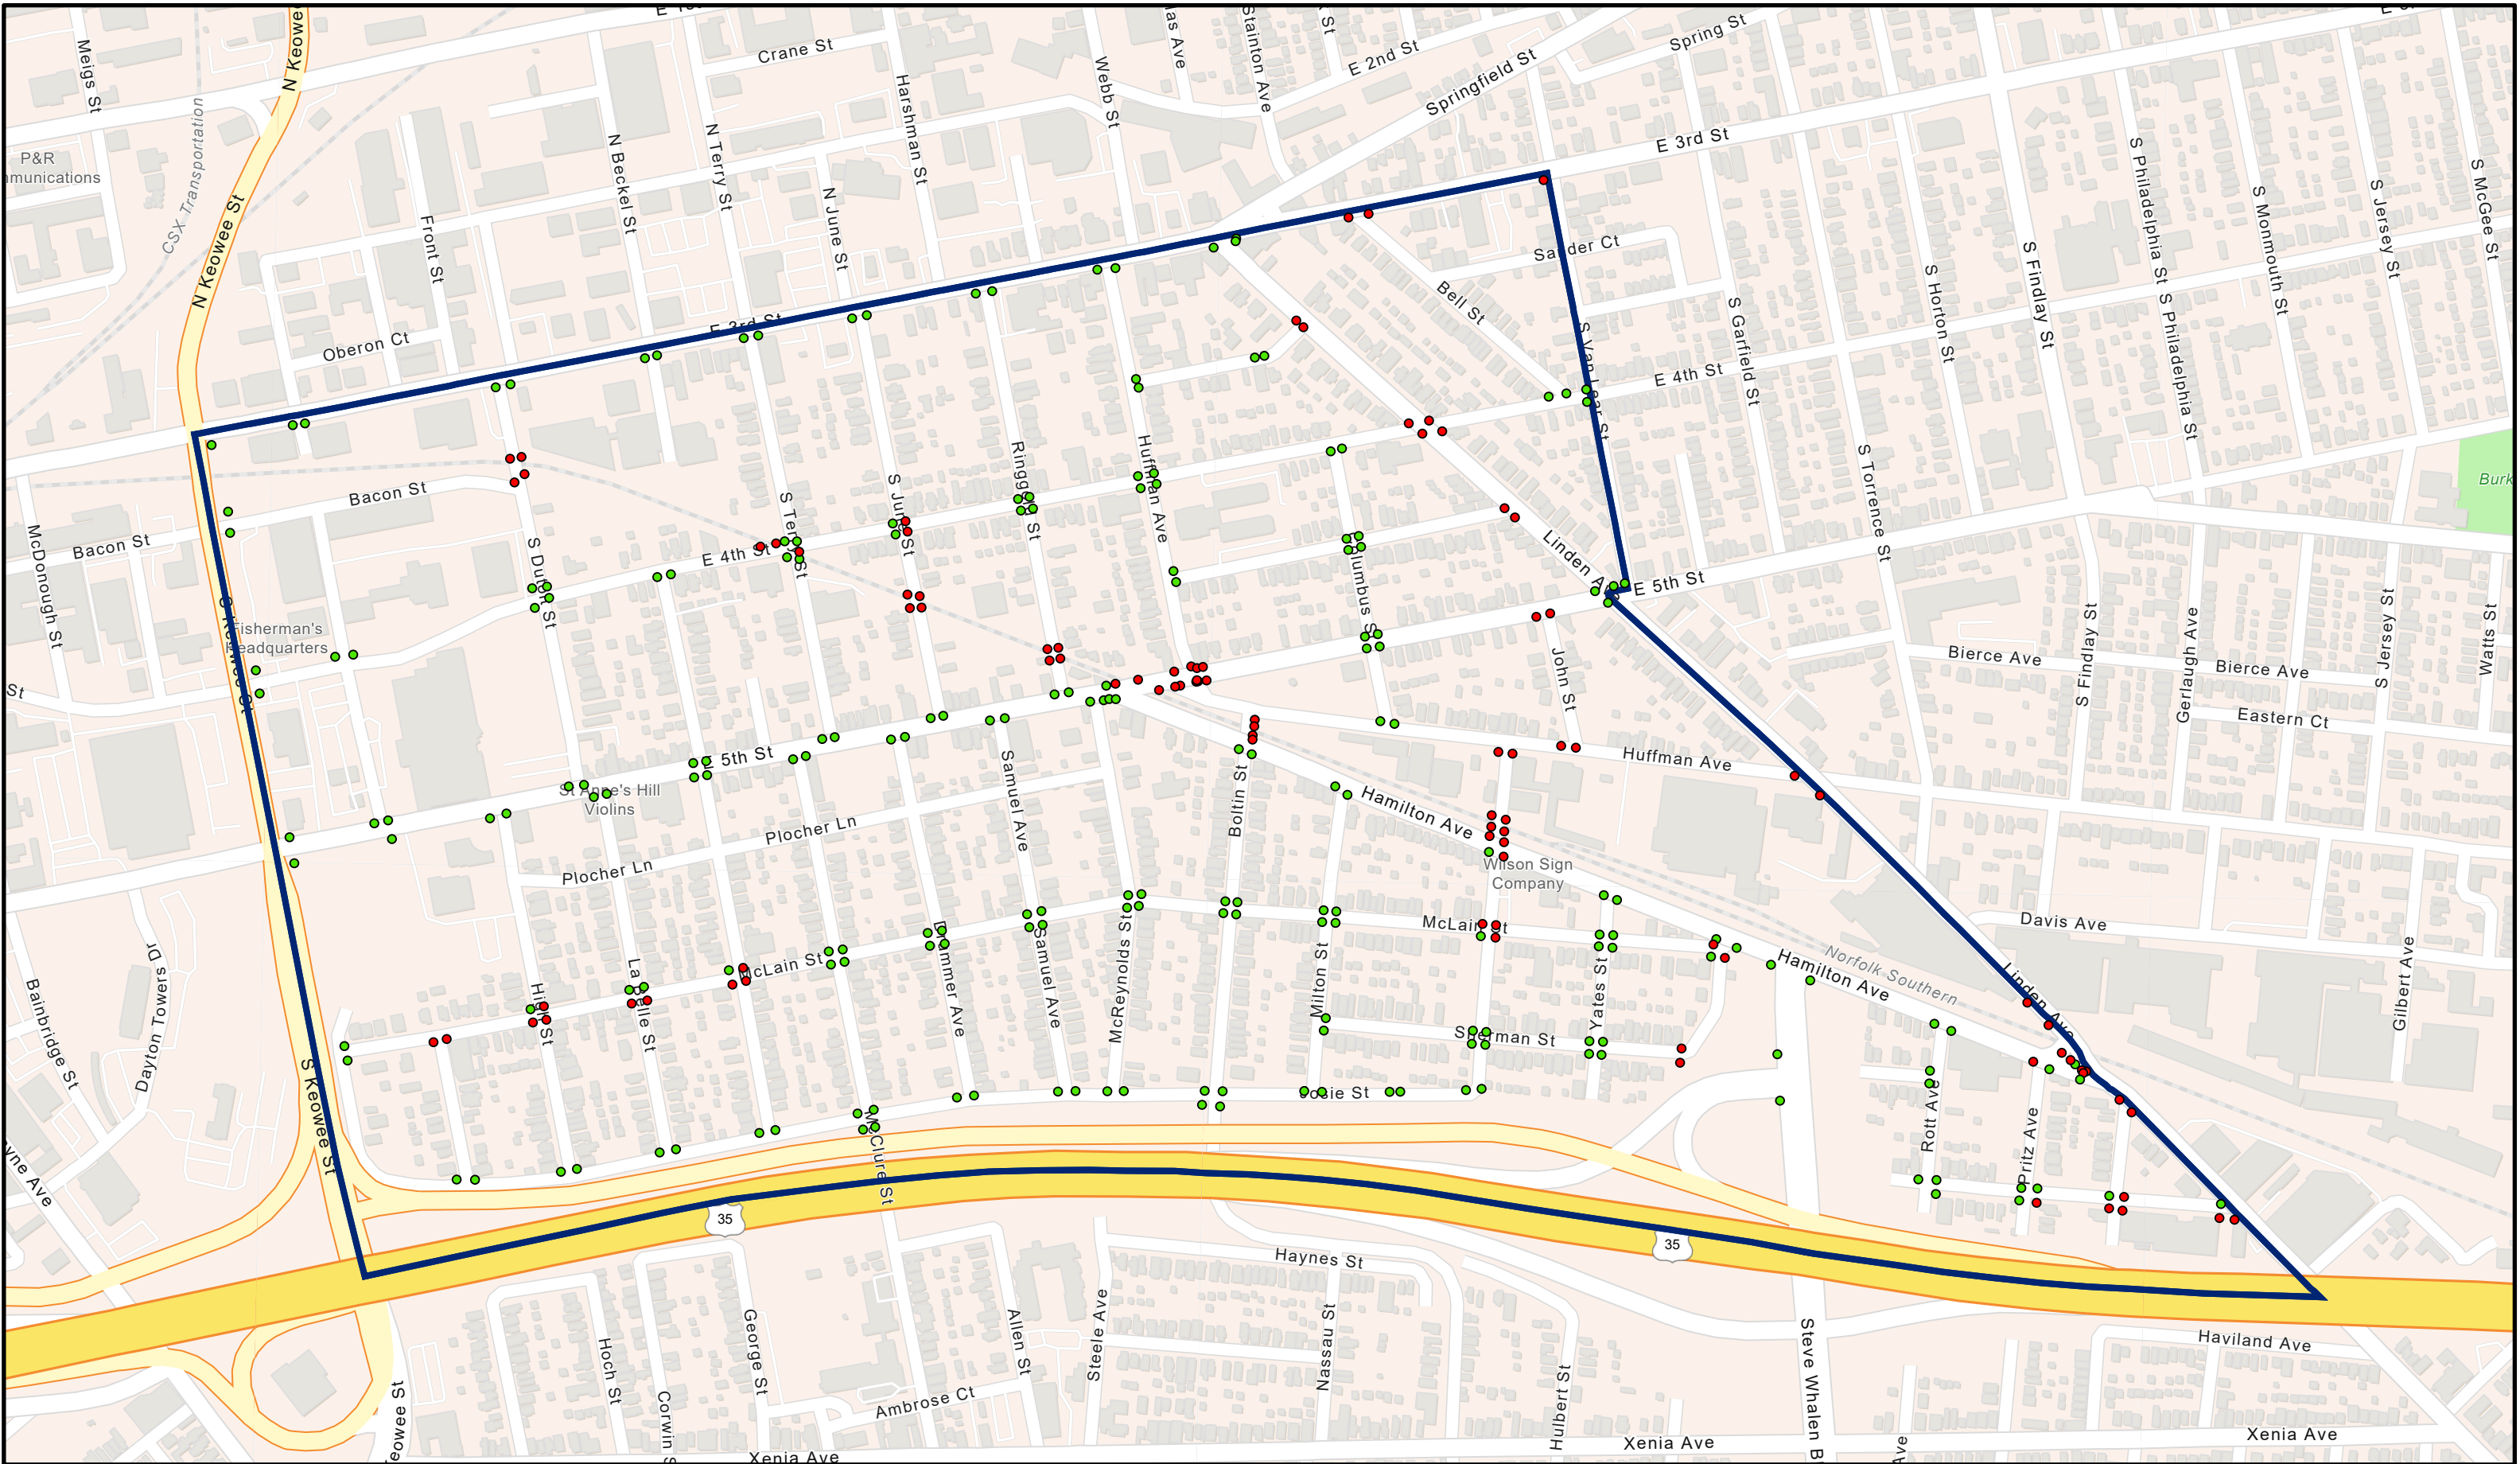 Meigs St
N Keowee
Crane St
E 2nd St
Stainton Ave
Springfield St
Spring St
Webb St
Harshman St
P&R
CSX Transportation
N Beckel St
N Terry St
N June St
Front St
N Keowee St
E 3rd St
Sander Ct
Bell St
S Garfield St
S Horton St
S Findlay St
S Philadelphia St
S Philadelphia St
S Monmouth St
S Jersey St
S McGee St
Oberon Ct
E 3rd St
S Van Lear St
E 4th St
Bacon St
Bacon St
McDonough St
S Dutoit St
S Terry St
E 4th St
S June St
Ringgold St
Huffman Ave
Columbus St
Linden Ave
E 5th St
S Torrence St
Burk
Fisherman's
Headquarters
S Keowee St
St
John St
Bierce Ave
Bierce Ave
S Findlay St
Gerlaugh Ave
S Jersey St
Watts St
Eastern Ct
E 5th St
St Anne's Hill
Violins
Samuel Ave
Boltin St
Hamilton Ave
Huffman Ave
Plocher Ln
Plocher Ln
Wilson Sign
Company
McLain St
Davis Ave
Dayton Towers Dr
Bainbridge St
High St
LaBelle St
McLain St
Drummer Ave
Samuel Ave
McReynolds St
Milton St
Yates St
Hamilton Ave
Norfolk Southern
Linden Ave
Gilbert Ave
Sherman St
Josie St
S Keowee St
McClure St
Rott Ave
Pritz Ave
35
35
Haynes St
Hoch St
Corwin S
George St
Allen St
Steele Ave
Nassau St
Hulbert St
Ambrose Ct
Steve Whalen B
Haviland Ave
eowee St
Xenia Ave
Xenia Ave
Xenia Ave